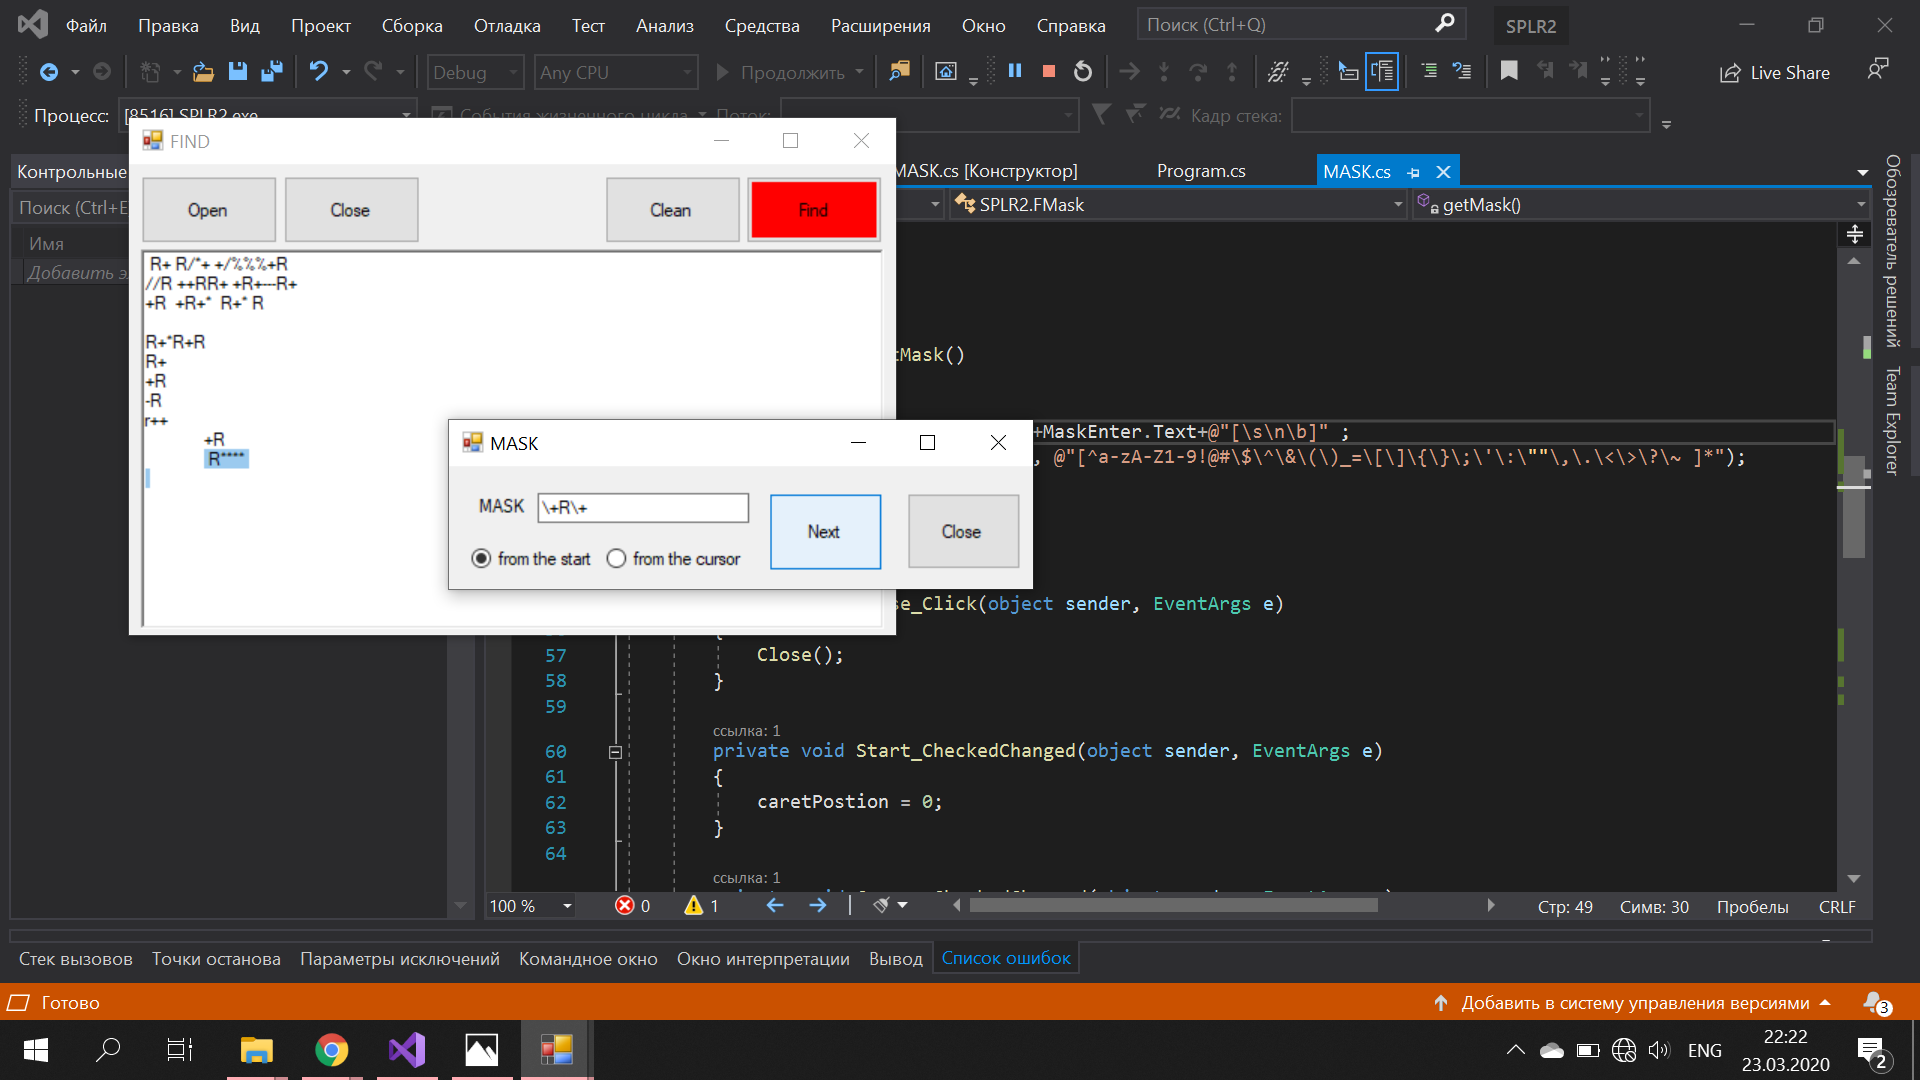 Файл Правка Вид Проект Сборка Отладка Тест Анализ Средства Расширения Окно Справка Поиск (Ctrl+Q) SPLR2
Debug Any CPU Продолжить Live Share
Процесс: [8516] SPLR2.exe События жизненного цикла Поток: Кадр стека:
FIND
Контрольные MASK.cs [Конструктор] Program.cs MASK.cs
Поиск (Ctrl+E SPLR2.FMask getMask()
Имя
Добавить э
Open Close Clean Find
R+ R/*+ +/%%%+R
//R ++RR+ +R+---R+
+R +R+* R+* R
R+*R+R
R+
+R
-R
r++
+R
R****
tMask()
+MaskEnter.Text+@"[\s\n\b]" ;
, @"[^a-zA-Z1-9!@#\$\^\&\(\)_=\[\]\{\}\;\'\:\""\,\.\<\>\?\~ ]*");
MASK
MASK \+R\+
from the start from the cursor
Next Close
se_Click(object sender, EventArgs e)
57 Close();
58 }
59
ссылка: 1
60 private void Start_CheckedChanged(object sender, EventArgs e)
61 {
62 caretPostion = 0;
63 }
64
ссылка: 1
100 % 0 1 Стр: 49 Симв: 30 Пробелы CRLF
Обозреватель решений
Team Explorer
Стек вызовов Точки останова Параметры исключений Командное окно Окно интерпретации Вывод Список ошибок
Готово Добавить в систему управления версиями 3
ENG 22:22
23.03.2020 2